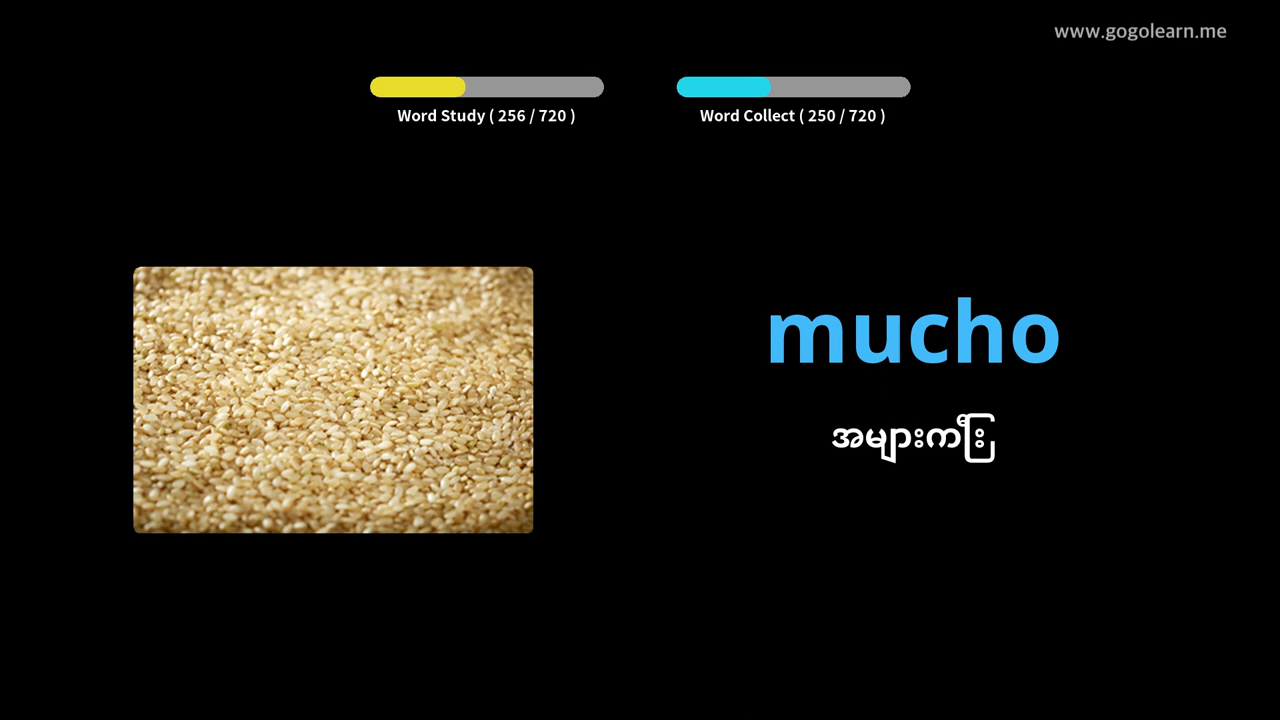 www.gogolearn.me
Word Study ( 256 / 720 )
Word Collect ( 250 / 720 )
mucho
အများကြီး